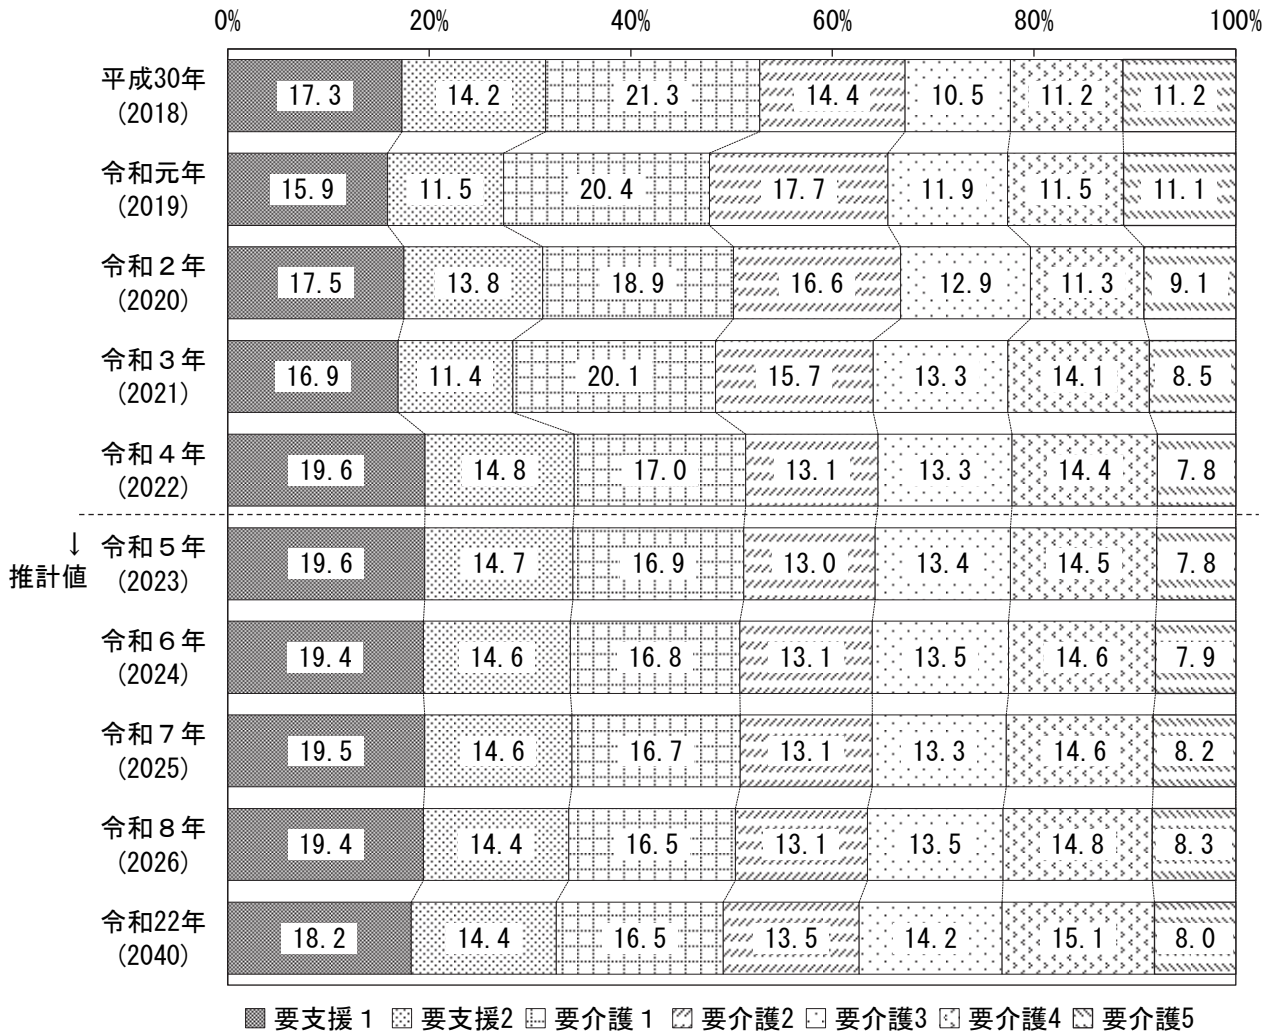 0% 20% 40% 60% 80% 100%
平成30年
(2018)
17.3 14.2 21.3 14.4 10.5 11.2 11.2
令和元年
(2019)
15.9 11.5 20.4 17.7 11.9 11.5 11.1
令和２年
(2020)
17.5 13.8 18.9 16.6 12.9 11.3 9.1
令和３年
(2021)
16.9 11.4 20.1 15.7 13.3 14.1 8.5
令和４年
(2022)
19.6 14.8 17.0 13.1 13.3 14.4 7.8
↓
推計値
令和５年
(2023)
19.6 14.7 16.9 13.0 13.4 14.5 7.8
令和６年
(2024)
19.4 14.6 16.8 13.1 13.5 14.6 7.9
令和７年
(2025)
19.5 14.6 16.7 13.1 13.3 14.6 8.2
令和８年
(2026)
19.4 14.4 16.5 13.1 13.5 14.8 8.3
令和22年
(2040)
18.2 14.4 16.5 13.5 14.2 15.1 8.0
要支援１ 要支援2 要介護１ 要介護2 要介護3 要介護4 要介護5